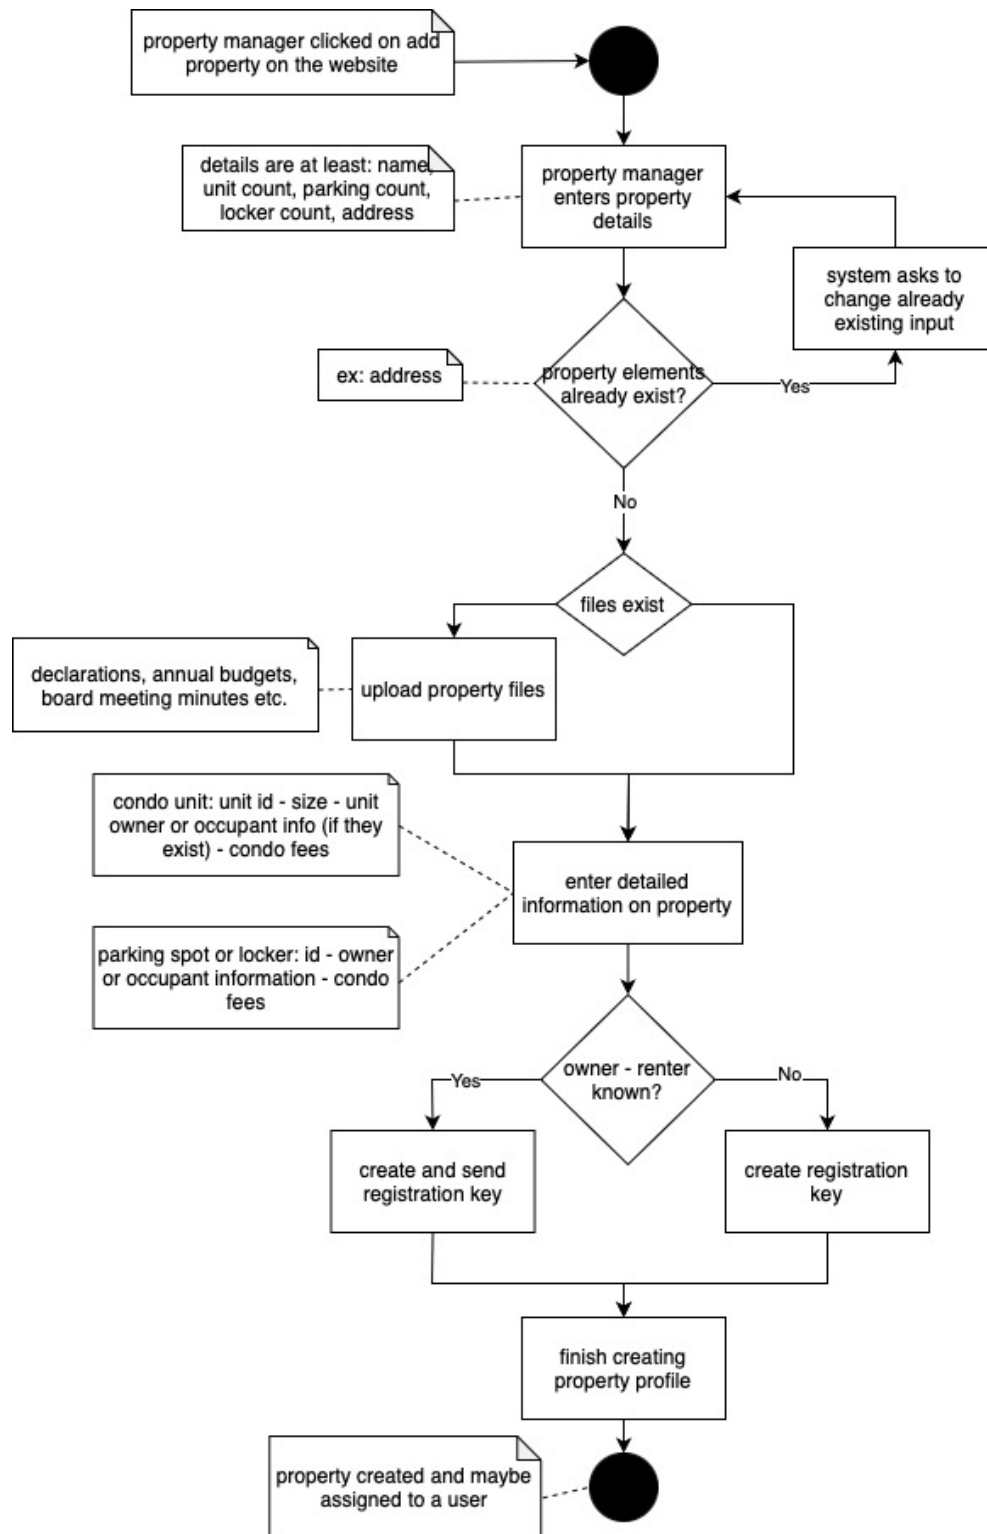 property manager clicked on add
property on the website
details are at least: name,
unit count, parking count,
locker count, address
property manager
enters property
details
system asks to
change already
existing input
ex: address
property elements
already exist?
Yes
No
files exist
declarations, annual budgets,
board meeting minutes etc.
upload property files
condo unit: unit id - size - unit
owner or occupant info (if they
exist) - condo fees
enter detailed
information on property
parking spot or locker: id - owner
or occupant information - condo
fees
owner - renter
known?
Yes
No
create and send
registration key
create registration
key
finish creating
property profile
property created and maybe
assigned to a user